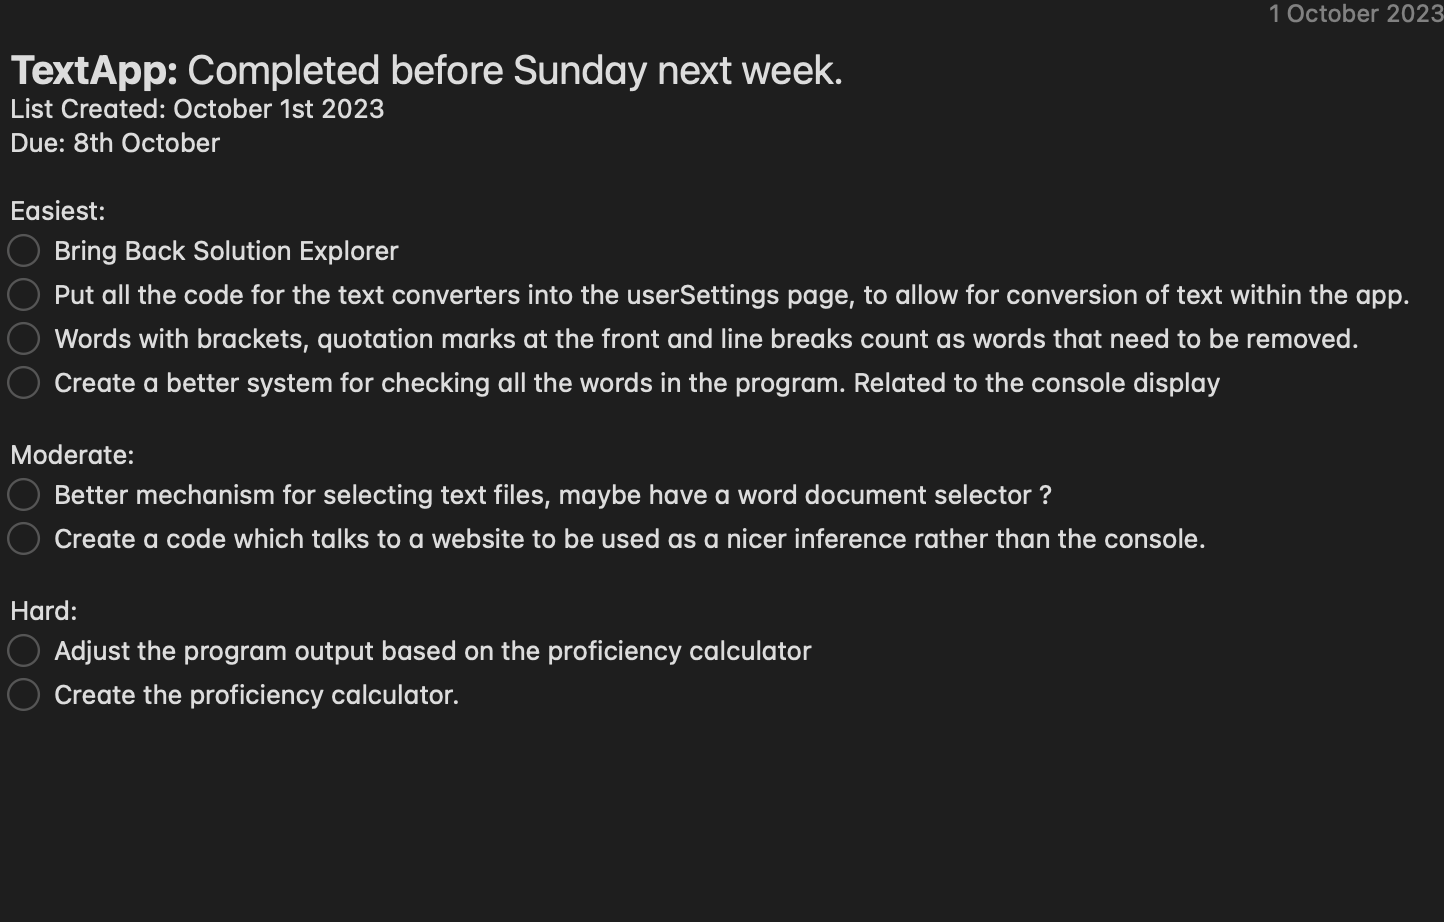 1 October 2023
TextApp: Completed before Sunday next week.
List Created: October 1st 2023
Due: 8th October
Easiest:
Bring Back Solution Explorer
Put all the code for the text converters into the userSettings page, to allow for conversion of text within the app.
Words with brackets, quotation marks at the front and line breaks count as words that need to be removed.
Create a better system for checking all the words in the program. Related to the console display
Moderate:
Better mechanism for selecting text files, maybe have a word document selector ?
Create a code which talks to a website to be used as a nicer inference rather than the console.
Hard:
Adjust the program output based on the proficiency calculator
Create the proficiency calculator.